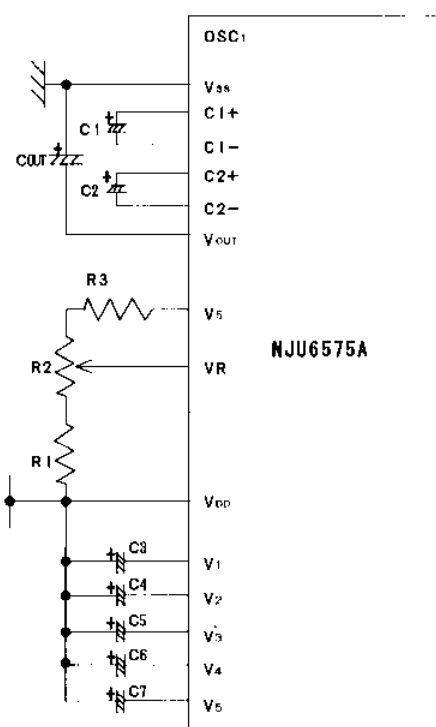 OSC1
VSS
C1+
C1
C1-
COUT
C2+
C2
C2-
VOUT
R3
V5
R2
VR
NJU6575A
R1
VDD
C3
V1
C4
V2
C5
V3
C6
V4
C7
V5